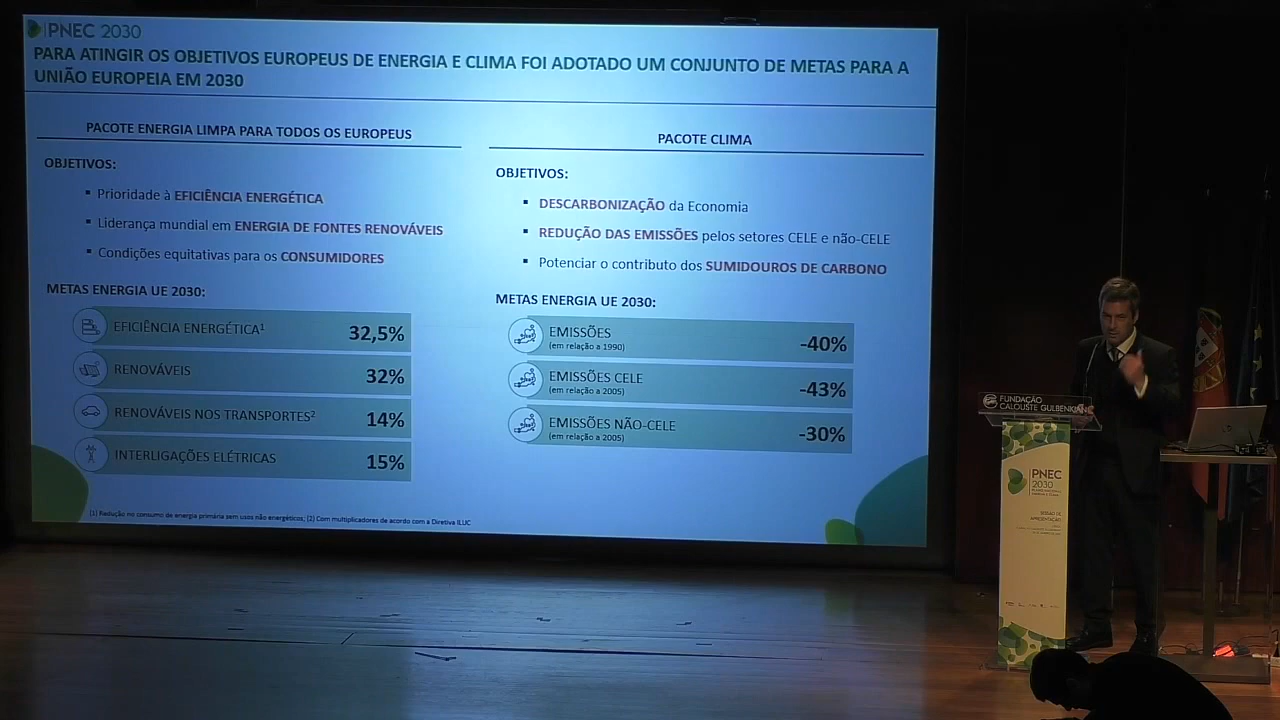 PNEC 2030
PARA ATINGIR OS OBJETIVOS EUROPEUS DE ENERGIA E CLIMA FOI ADOTADO UM CONJUNTO DE METAS PARA A
UNIÃO EUROPEIA EM 2030
PACOTE ENERGIA LIMPA PARA TODOS OS EUROPEUS
OBJETIVOS:
▪ Prioridade à EFICIÊNCIA ENERGÉTICA
▪ Liderança mundial em ENERGIA DE FONTES RENOVÁVEIS
▪ Condições equitativas para os CONSUMIDORES
METAS ENERGIA UE 2030:
EFICIÊNCIA ENERGÉTICA¹ 32,5%
RENOVÁVEIS 32%
RENOVÁVEIS NOS TRANSPORTES² 14%
INTERLIGAÇÕES ELÉTRICAS 15%
(1) Redução no consumo de energia primária sem usos não energéticos; (2) Com multiplicadores de acordo com a Diretiva ILUC
PACOTE CLIMA
OBJETIVOS:
▪ DESCARBONIZAÇÃO da Economia
▪ REDUÇÃO DAS EMISSÕES pelos setores CELE e não-CELE
▪ Potenciar o contributo dos SUMIDOUROS DE CARBONO
METAS ENERGIA UE 2030:
EMISSÕES -40%
(em relação a 1990)
EMISSÕES CELE -43%
(em relação a 2005)
EMISSÕES NÃO-CELE -30%
(em relação a 2005)
FUNDAÇÃO
CALOUSTE GULBENKIAN
PNEC
2030
SESSÃO DE
APRESENTAÇÃO